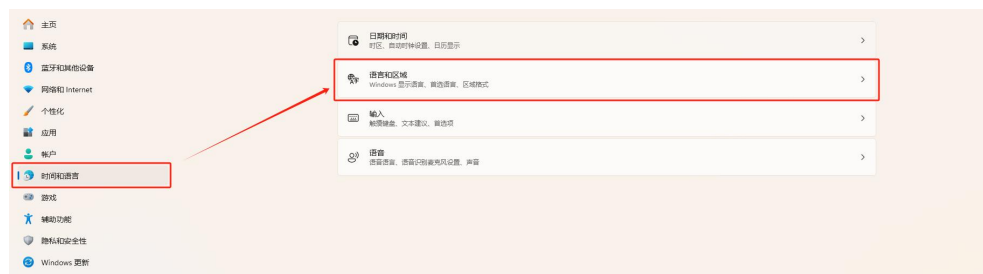 主页
系统
蓝牙和其他设备
网络和 Internet
个性化
应用
帐户
时间和语言
游戏
辅助功能
隐私和安全性
Windows 更新
日期和时间
时区、自动时钟设置、日历显示
语言和区域
Windows 显示语言、首选语言、区域格式
输入
触摸键盘、文本建议、首选项
语音
语音语言、语音识别麦克风设置、声音